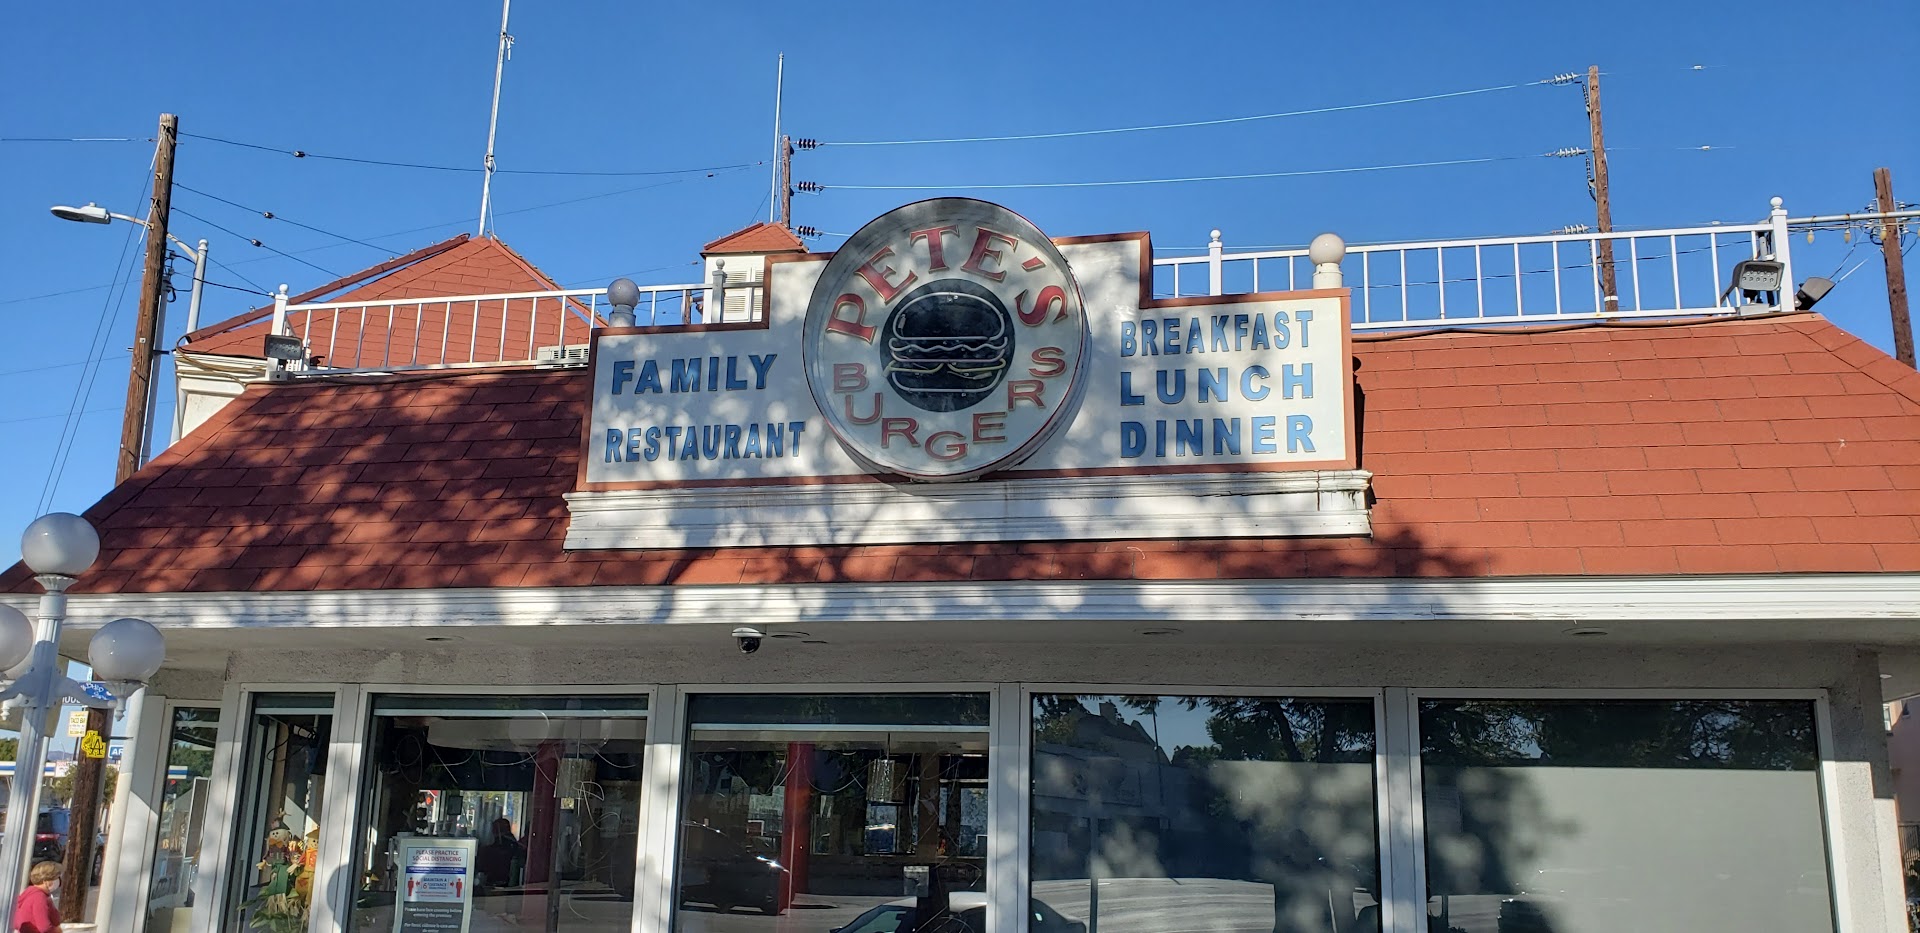 PETE'S
BURGERS
FAMILY
RESTAURANT
BREAKFAST
LUNCH
DINNER
PLEASE PRACTICE
SOCIAL DISTANCING